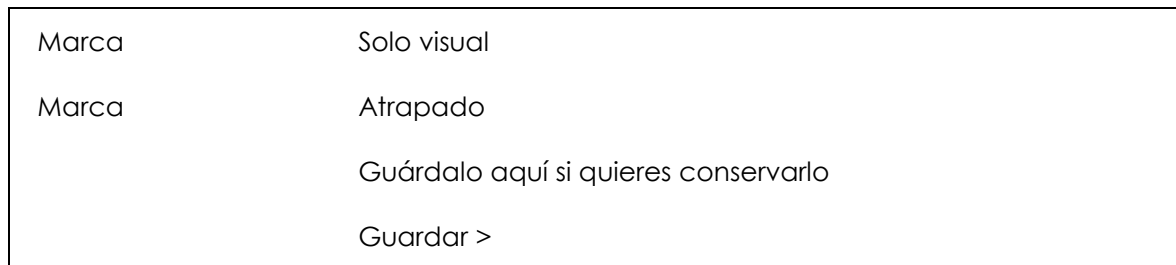 Marca Solo visual
Marca Atrapado
Guárdalo aquí si quieres conservarlo
Guardar >